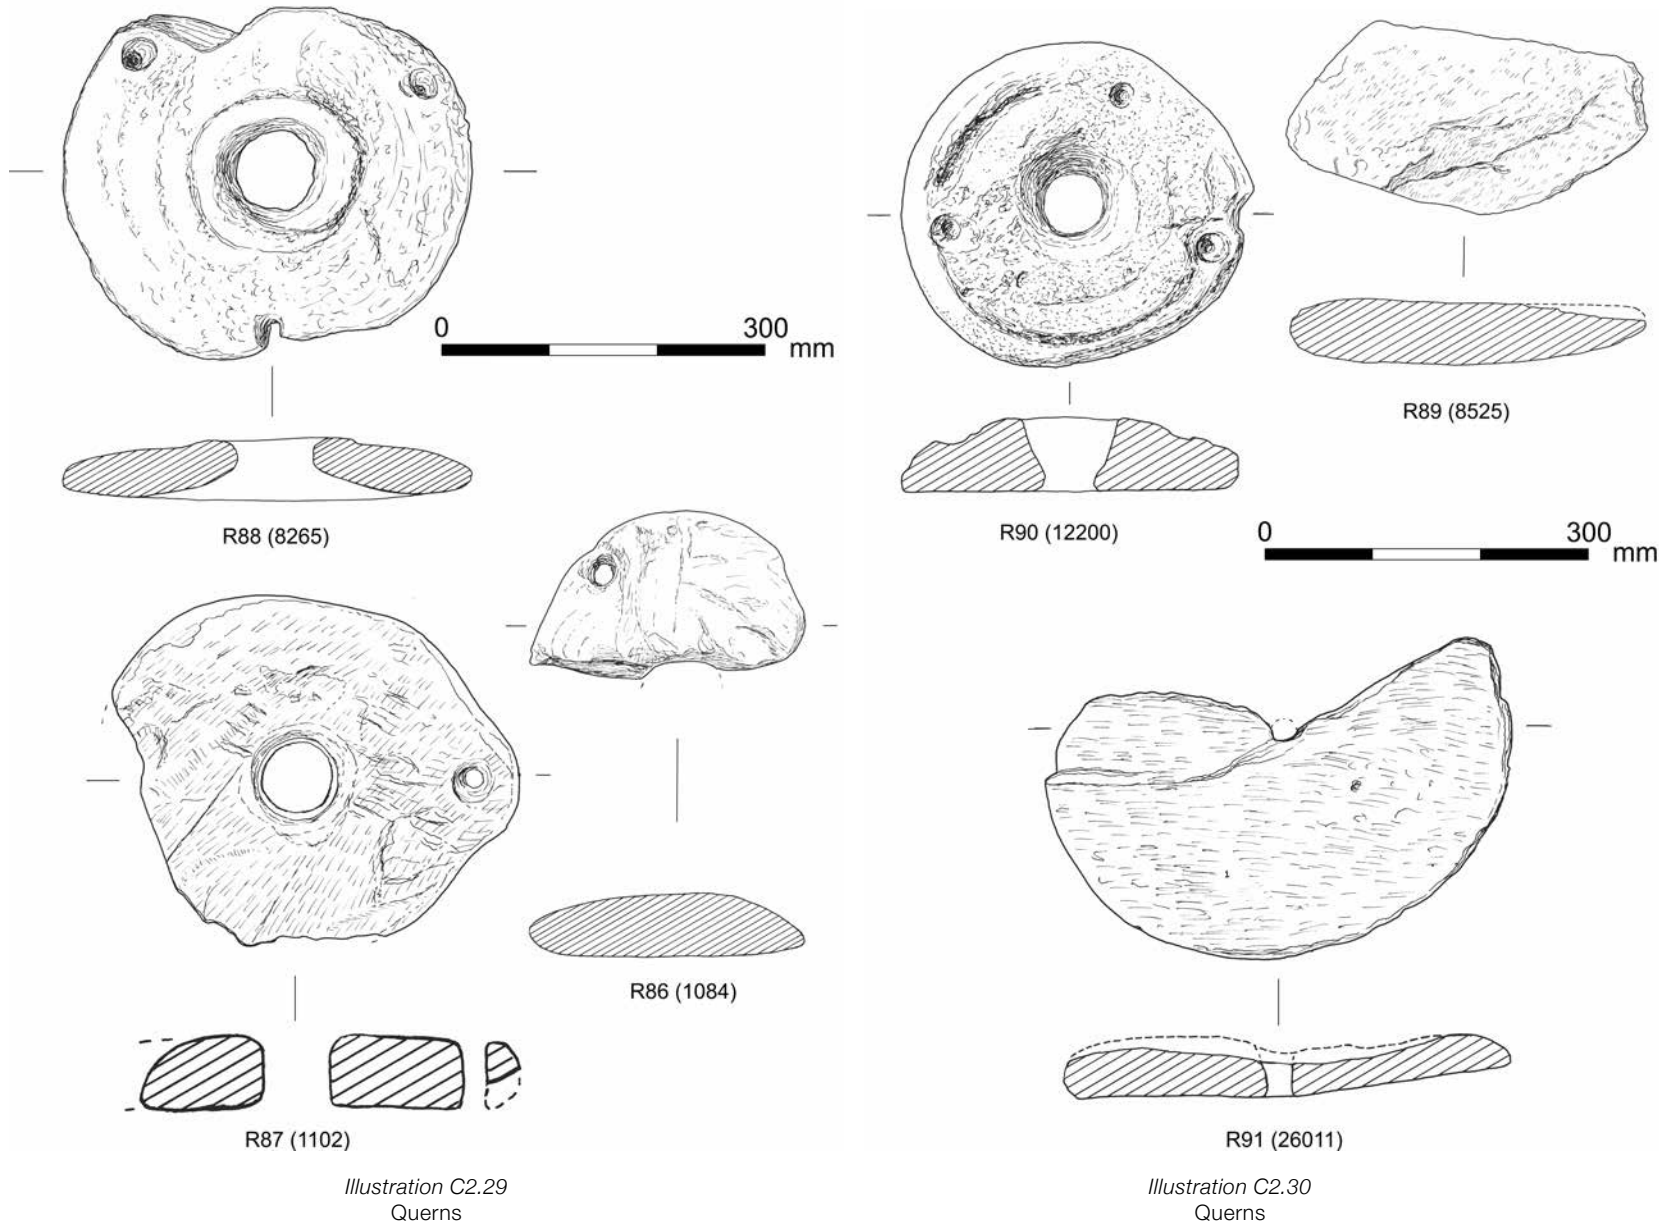 0 300
mm
R88 (8265)
R86 (1084)
R87 (1102)
Illustration C2.29
Querns
R89 (8525)
R90 (12200)
0 300
mm
R91 (26011)
Illustration C2.30
Querns